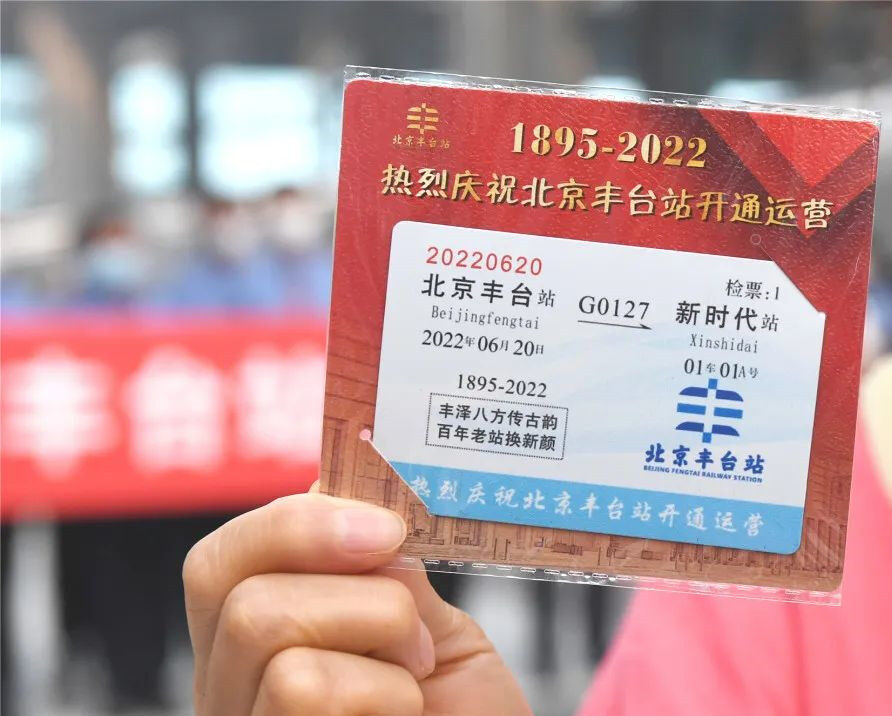 北京丰台站
1895-2022
热烈庆祝北京丰台站开通运营
20220620
检票:1
北京丰台站
G0127
新时代站
Beijingfengtai
Xinshidai
2022年06月20日
01车01A号
1895-2022
丰泽八方传古韵
百年老站换新颜
北京丰台站
BEIJING FENGTAI RAILWAY STATION
热烈庆祝北京丰台站开通运营
丰台站